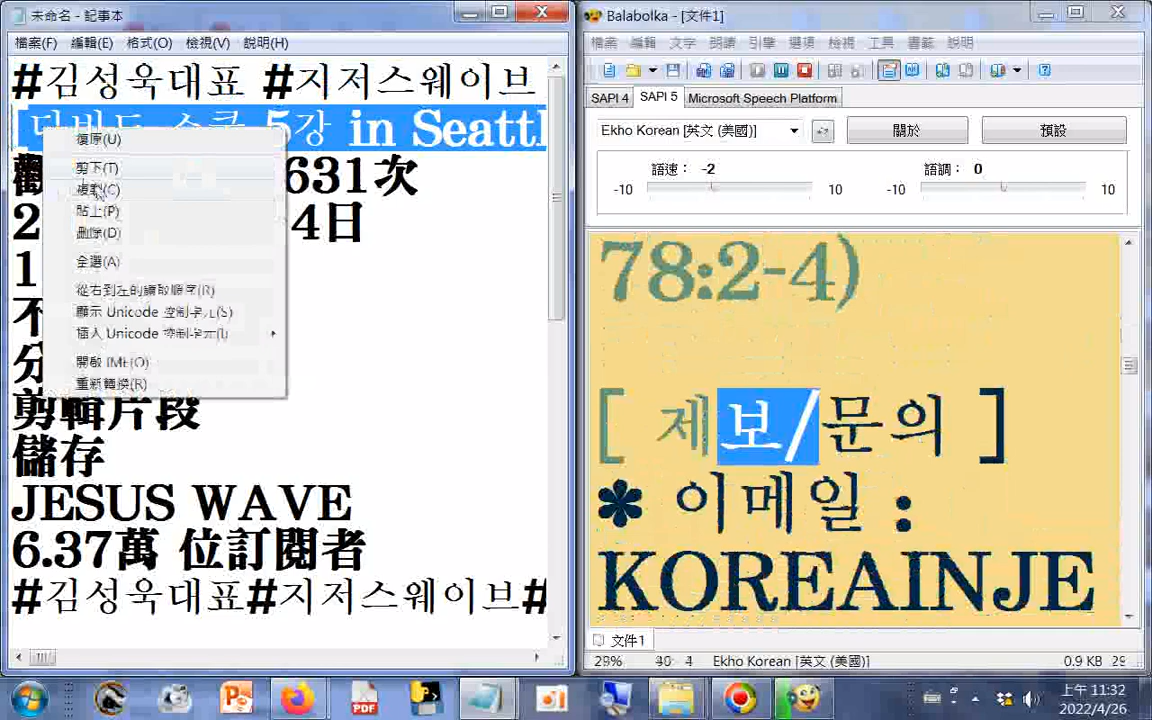 未命名 - 記事本
檔案(F) 編輯(E) 格式(O) 檢視(V) 說明(H)
#김성욱대표 #지저스웨이브
5강 in Seattl
631次
2
4日
1
不
分
剪輯片段
儲存
JESUS WAVE
6.37萬 位訂閱者
#김성욱대표#지저스웨이브#
復原(U)
剪下(T)
複製(C)
貼上(P)
刪除(D)
全選(A)
從右到左的讀取順序(R)
顯示 Unicode 控制字元(S)
插入 Unicode 控制字元(I)
開啟 IME(O)
重新轉換(R)
Balabolka - [文件1]
檔案 編輯 文字 朗讀 引擎 選項 檢視 工具 書籤 說明
SAPI 4 SAPI 5 Microsoft Speech Platform
Ekho Korean [英文 (美國)] 關於 預設
語速： -2 語調： 0
-10 10 -10 10
78:2-4)
[ 제보/문의 ]
* 이메일 :
KOREAINJE
文件1
29% 30: 4 Ekho Korean [英文 (美國)] 0.9 KB
PDF
上午 11:32
2022/4/26